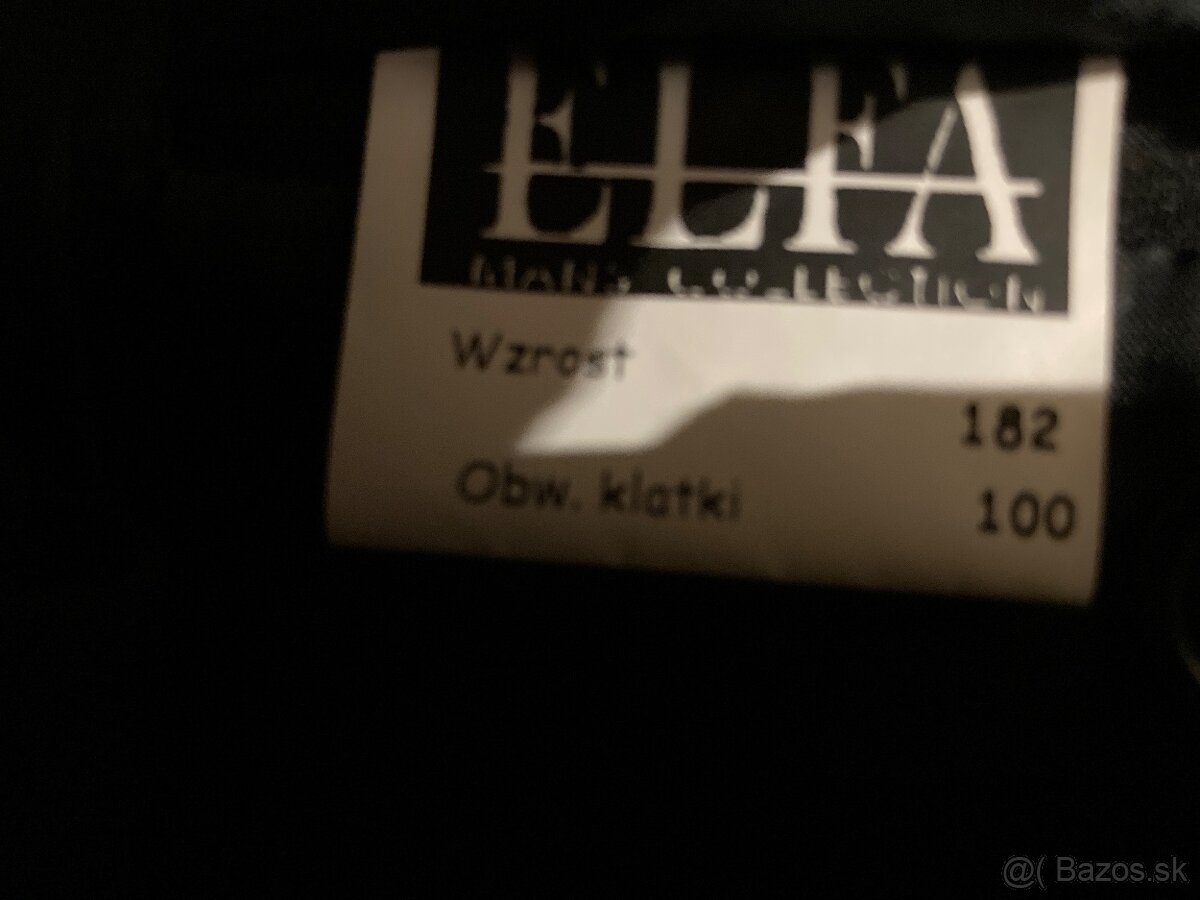 ELFA
Wzrost
182
Obw. klatki
100
@( Bazos.sk